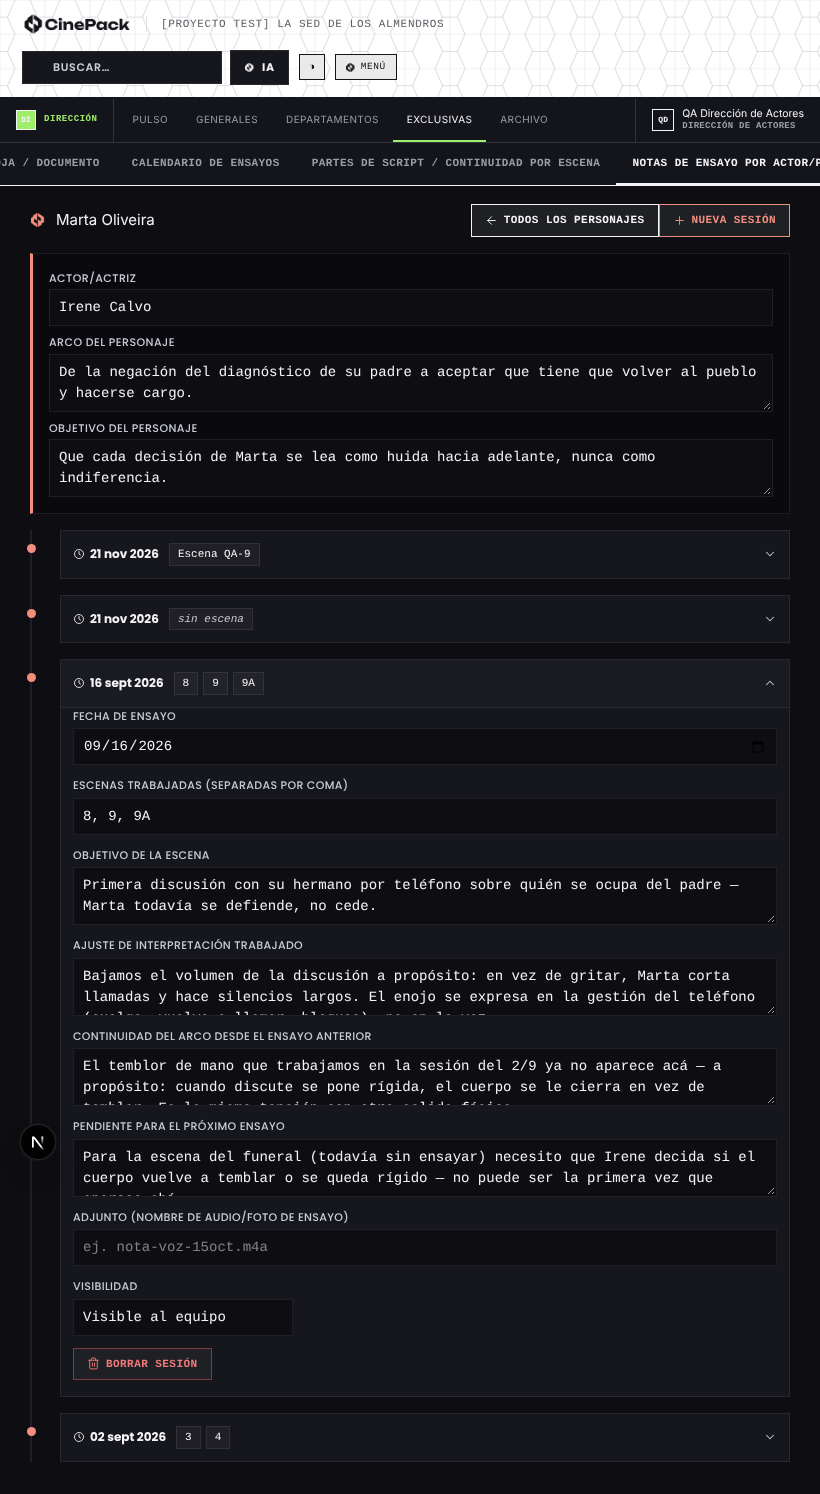 CinePack
[PROYECTO TEST] LA SED DE LOS ALMENDROS
BUSCAR…
IA
MENÚ
DI
DIRECCIÓN
PULSO
GENERALES
DEPARTAMENTOS
EXCLUSIVAS
ARCHIVO
QD
QA Dirección de Actores
DIRECCIÓN DE ACTORES
/ DOCUMENTO
CALENDARIO DE ENSAYOS
PARTES DE SCRIPT / CONTINUIDAD POR ESCENA
NOTAS DE ENSAYO POR ACTOR/
Marta Oliveira
← TODOS LOS PERSONAJES
+ NUEVA SESIÓN
ACTOR/ACTRIZ
Irene Calvo
ARCO DEL PERSONAJE
De la negación del diagnóstico de su padre a aceptar que tiene que volver al pueblo
y hacerse cargo.
OBJETIVO DEL PERSONAJE
Que cada decisión de Marta se lea como huida hacia adelante, nunca como
indiferencia.
21 nov 2026
Escena QA-9
21 nov 2026
sin escena
16 sept 2026
8
9
9A
FECHA DE ENSAYO
09/16/2026
ESCENAS TRABAJADAS (SEPARADAS POR COMA)
8, 9, 9A
OBJETIVO DE LA ESCENA
Primera discusión con su hermano por teléfono sobre quién se ocupa del padre —
Marta todavía se defiende, no cede.
AJUSTE DE INTERPRETACIÓN TRABAJADO
Bajamos el volumen de la discusión a propósito: en vez de gritar, Marta corta
llamadas y hace silencios largos. El enojo se expresa en la gestión del teléfono
CONTINUIDAD DEL ARCO DESDE EL ENSAYO ANTERIOR
El temblor de mano que trabajamos en la sesión del 2/9 ya no aparece acá — a
propósito: cuando discute se pone rígida, el cuerpo se le cierra en vez de
PENDIENTE PARA EL PRÓXIMO ENSAYO
Para la escena del funeral (todavía sin ensayar) necesito que Irene decida si el
cuerpo vuelve a temblar o se queda rígido — no puede ser la primera vez que
ADJUNTO (NOMBRE DE AUDIO/FOTO DE ENSAYO)
ej. nota-voz-15oct.m4a
VISIBILIDAD
Visible al equipo
BORRAR SESIÓN
N
02 sept 2026
3
4